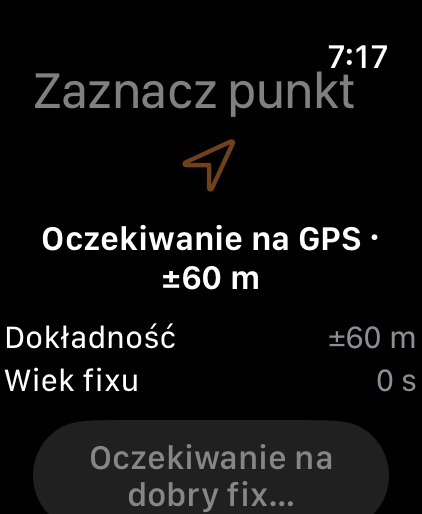 7:17
Zaznacz punkt
Oczekiwanie na GPS ·
±60 m
Dokładność ±60 m
Wiek fixu 0 s
Oczekiwanie na
dobry fix...